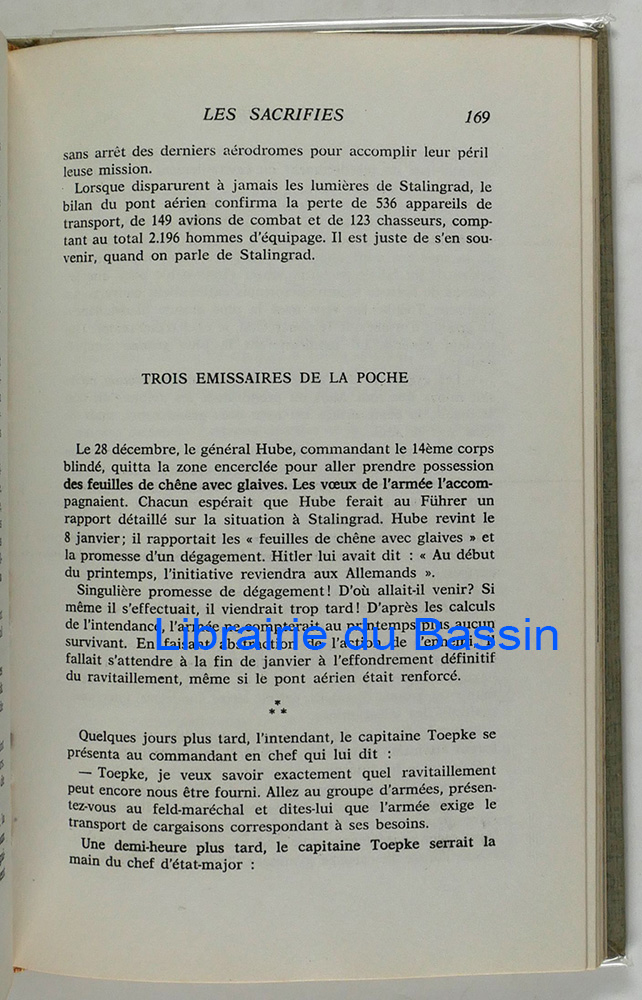 LES SACRIFIES 169
sans arrêt des derniers aérodromes pour accomplir leur péril
leuse mission.
Lorsque disparurent à jamais les lumières de Stalingrad, le
bilan du pont aérien confirma la perte de 536 appareils de
transport, de 149 avions de combat et de 123 chasseurs, comp-
tant au total 2.196 hommes d'équipage. Il est juste de s'en sou-
venir, quand on parle de Stalingrad.
TROIS EMISSAIRES DE LA POCHE
Le 28 décembre, le général Hube, commandant le 14ème corps
blindé, quitta la zone encerclée pour aller prendre possession
des feuilles de chêne avec glaives. Les vœux de l'armée l'accom-
pagnaient. Chacun espérait que Hube ferait au Führer un
rapport détaillé sur la situation à Stalingrad. Hube revint le
8 janvier; il rapportait les « feuilles de chêne avec glaives » et
la promesse d'un dégagement. Hitler lui avait dit : « Au début
du printemps, l'initiative reviendra aux Allemands ».
Singulière promesse de dégagement! D'où allait-il venir? Si
même il s'effectuait, il viendrait trop tard! D'après les calculs
de l'intendance, l'armée ne compterait au printemps plus aucun
survivant. En faisant abstraction de l'action de l'ennemi, il
Librairie du Bassin
fallait s'attendre à la fin de janvier à l'effondrement définitif
du ravitaillement, même si le pont aérien était renforcé.
* * *
Quelques jours plus tard, l'intendant, le capitaine Toepke se
présenta au commandant en chef qui lui dit :
— Toepke, je veux savoir exactement quel ravitaillement
peut encore nous être fourni. Allez au groupe d'armées, présen-
tez-vous au feld-maréchal et dites-lui que l'armée exige le
transport de cargaisons correspondant à ses besoins.
Une demi-heure plus tard, le capitaine Toepke serrait la
main du chef d'état-major :